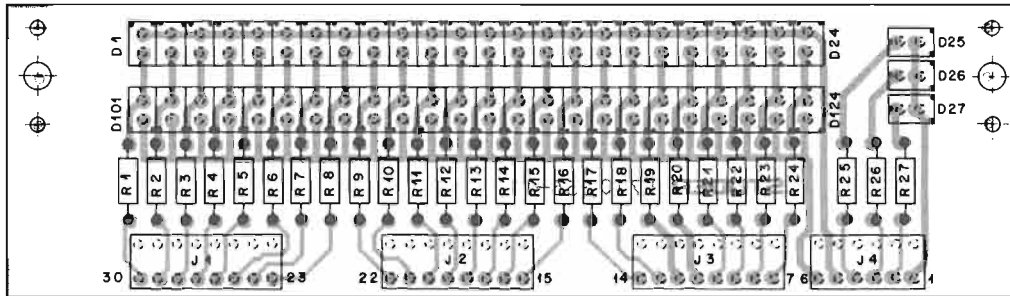 D1
D24
D25
D26
D27
D101
D124
R1 R2 R3 R4 R5 R6 R7 R8 R9 R10 R11 R12 R13 R14 R15 R16 R17 R18 R19 R20 R21 R22 R23 R24 R25 R26 R27
J2 J3 J4
30 23 22 15 14 7 6 1